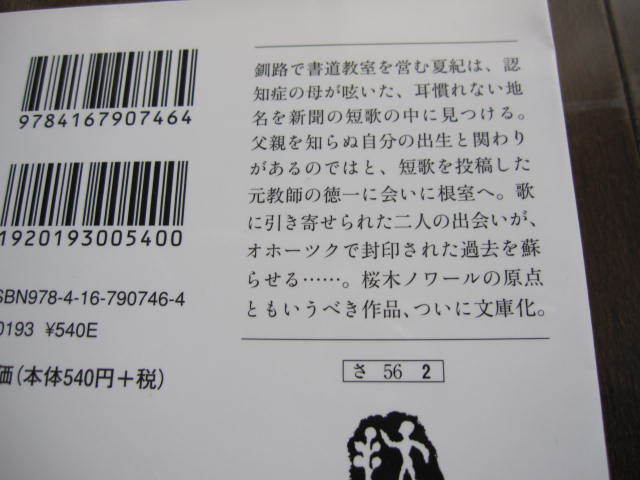 9784167907464
1920193005400
ISBN978-4-16-790746-4
0193 ¥540E
価(本体540円+税)
釧路で書道教室を営む夏紀は、認
知症の母が呟いた、耳慣れない地
名を新聞の短歌の中に見つける。
父親を知らぬ自分の出生と関わり
があるのではと、短歌を投稿した
元教師の徳一に会いに根室へ。歌
に引き寄せられた二人の出会いが、
オホーツクで封印された過去を蘇
らせる……。桜木ノワールの原点
ともいうべき作品、ついに文庫化。
さ 56 2